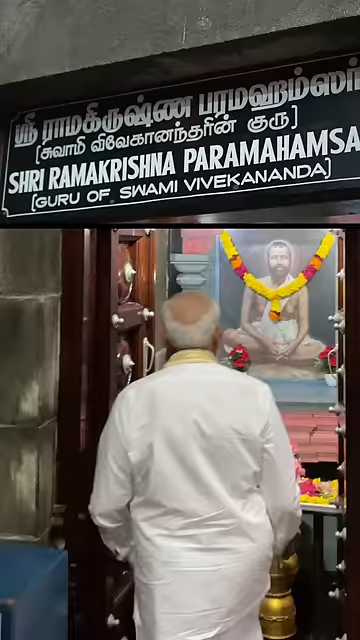 ஸ்ரீ ராமகிருஷ்ண பரமஹம்ஸர்
[சுவாமி விவேகானந்தரின் குரு]
SHRI RAMAKRISHNA PARAMAHAMSA
[GURU OF SWAMI VIVEKANANDA]